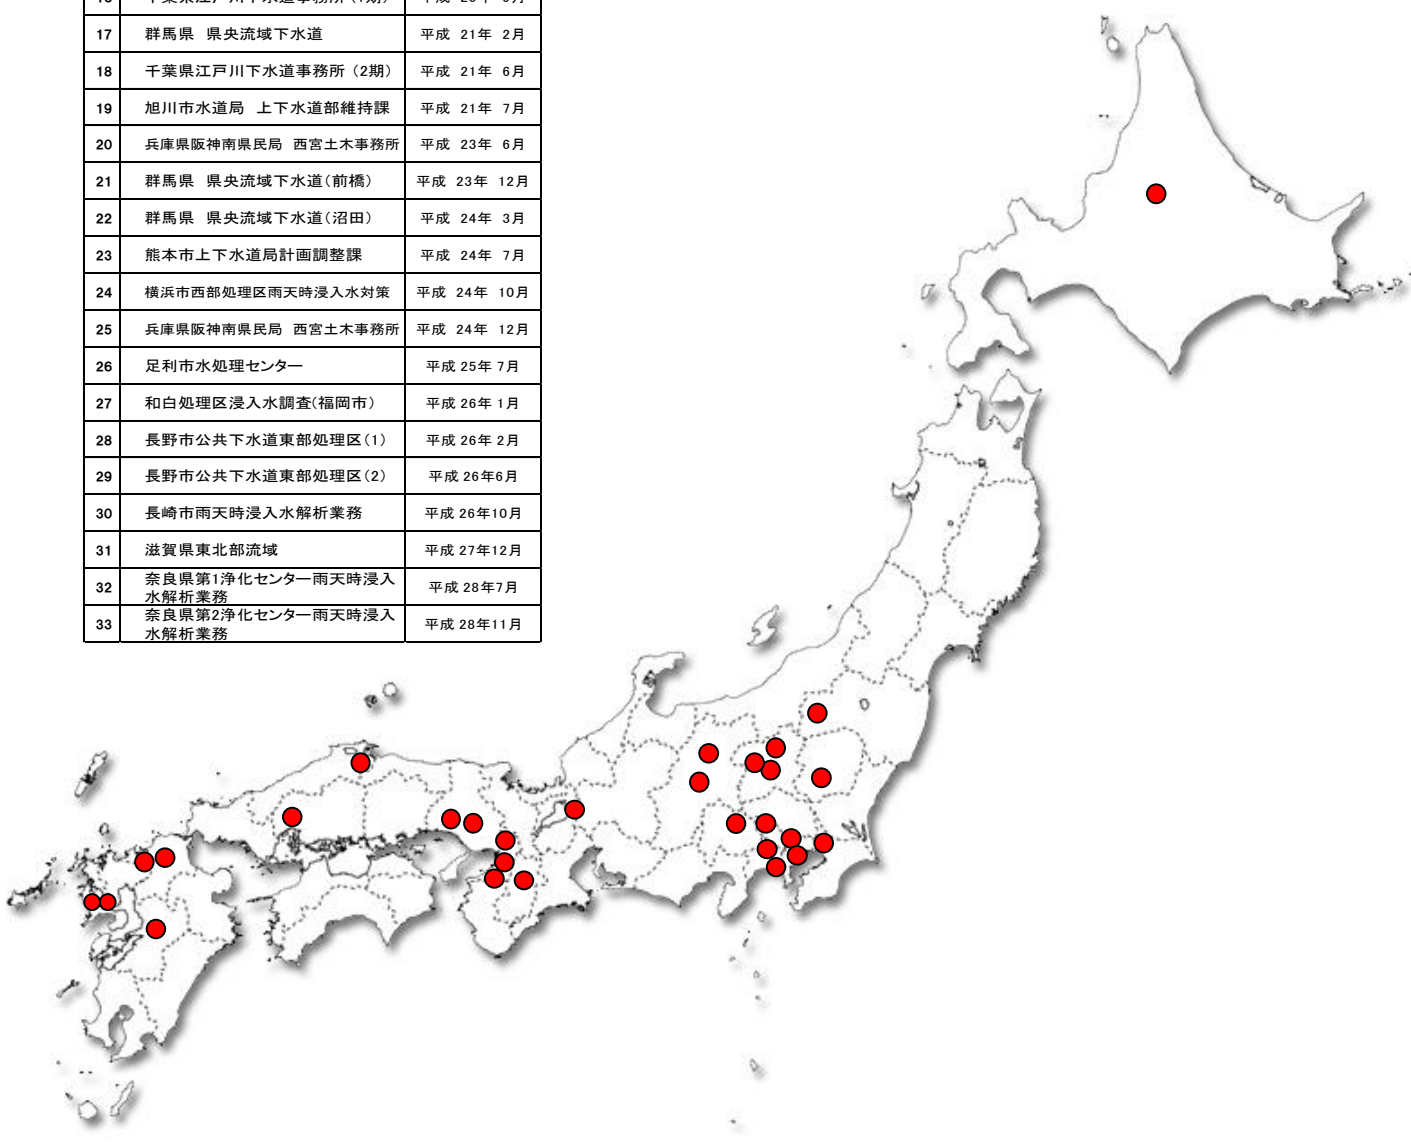 17 群馬県 県央流域下水道 平成 21年 2月
18 千葉県江戸川下水道事務所（2期） 平成 21年 6月
19 旭川市水道局 上下水道部維持課 平成 21年 7月
20 兵庫県阪神南県民局 西宮土木事務所 平成 23年 6月
21 群馬県 県央流域下水道（前橋） 平成 23年 12月
22 群馬県 県央流域下水道（沼田） 平成 24年 3月
23 熊本市上下水道局計画調整課 平成 24年 7月
24 横浜市西部処理区雨天時浸入水対策 平成 24年 10月
25 兵庫県阪神南県民局 西宮土木事務所 平成 24年 12月
26 足利市水処理センター 平成 25年 7月
27 和白処理区浸入水調査（福岡市） 平成 26年 1月
28 長野市公共下水道東部処理区（1） 平成 26年 2月
29 長野市公共下水道東部処理区（2） 平成 26年6月
30 長崎市雨天時浸入水解析業務 平成 26年10月
31 滋賀県東北部流域 平成 27年12月
32 奈良県第1浄化センター雨天時浸入 平成 28年7月
水解析業務
33 奈良県第2浄化センター雨天時浸入 平成 28年11月
水解析業務